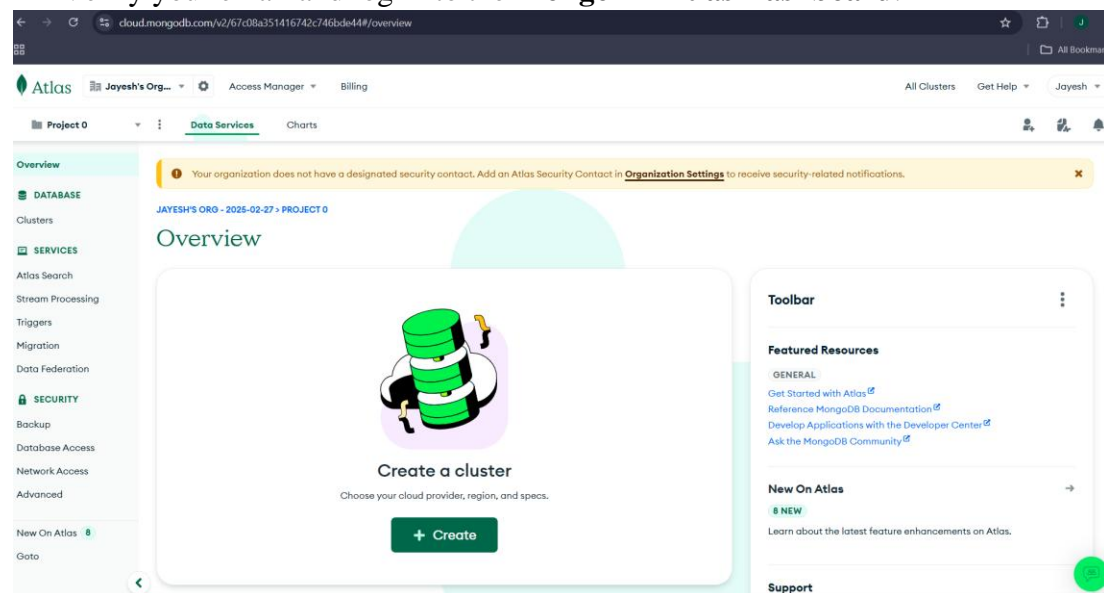 cloud.mongodb.com/v2/67c08a351416742c746bde44#/overview
J
All Bookmar
Atlas Jayesh's Org... Access Manager Billing All Clusters Get Help Jayesh
Project 0 Data Services Charts
Overview
Your organization does not have a designated security contact. Add an Atlas Security Contact in Organization Settings to receive security-related notifications.
DATABASE
Clusters
SERVICES
Atlas Search
Stream Processing
Triggers
Migration
Data Federation
SECURITY
Backup
Database Access
Network Access
Advanced
New On Atlas 8
Goto
JAYESH'S ORG - 2025-02-27 > PROJECT 0
Overview
Create a cluster
Choose your cloud provider, region, and specs.
+ Create
Toolbar
Featured Resources
GENERAL
Get Started with Atlas
Reference MongoDB Documentation
Develop Applications with the Developer Center
Ask the MongoDB Community
New On Atlas
8 NEW
Learn about the latest feature enhancements on Atlas.
Support